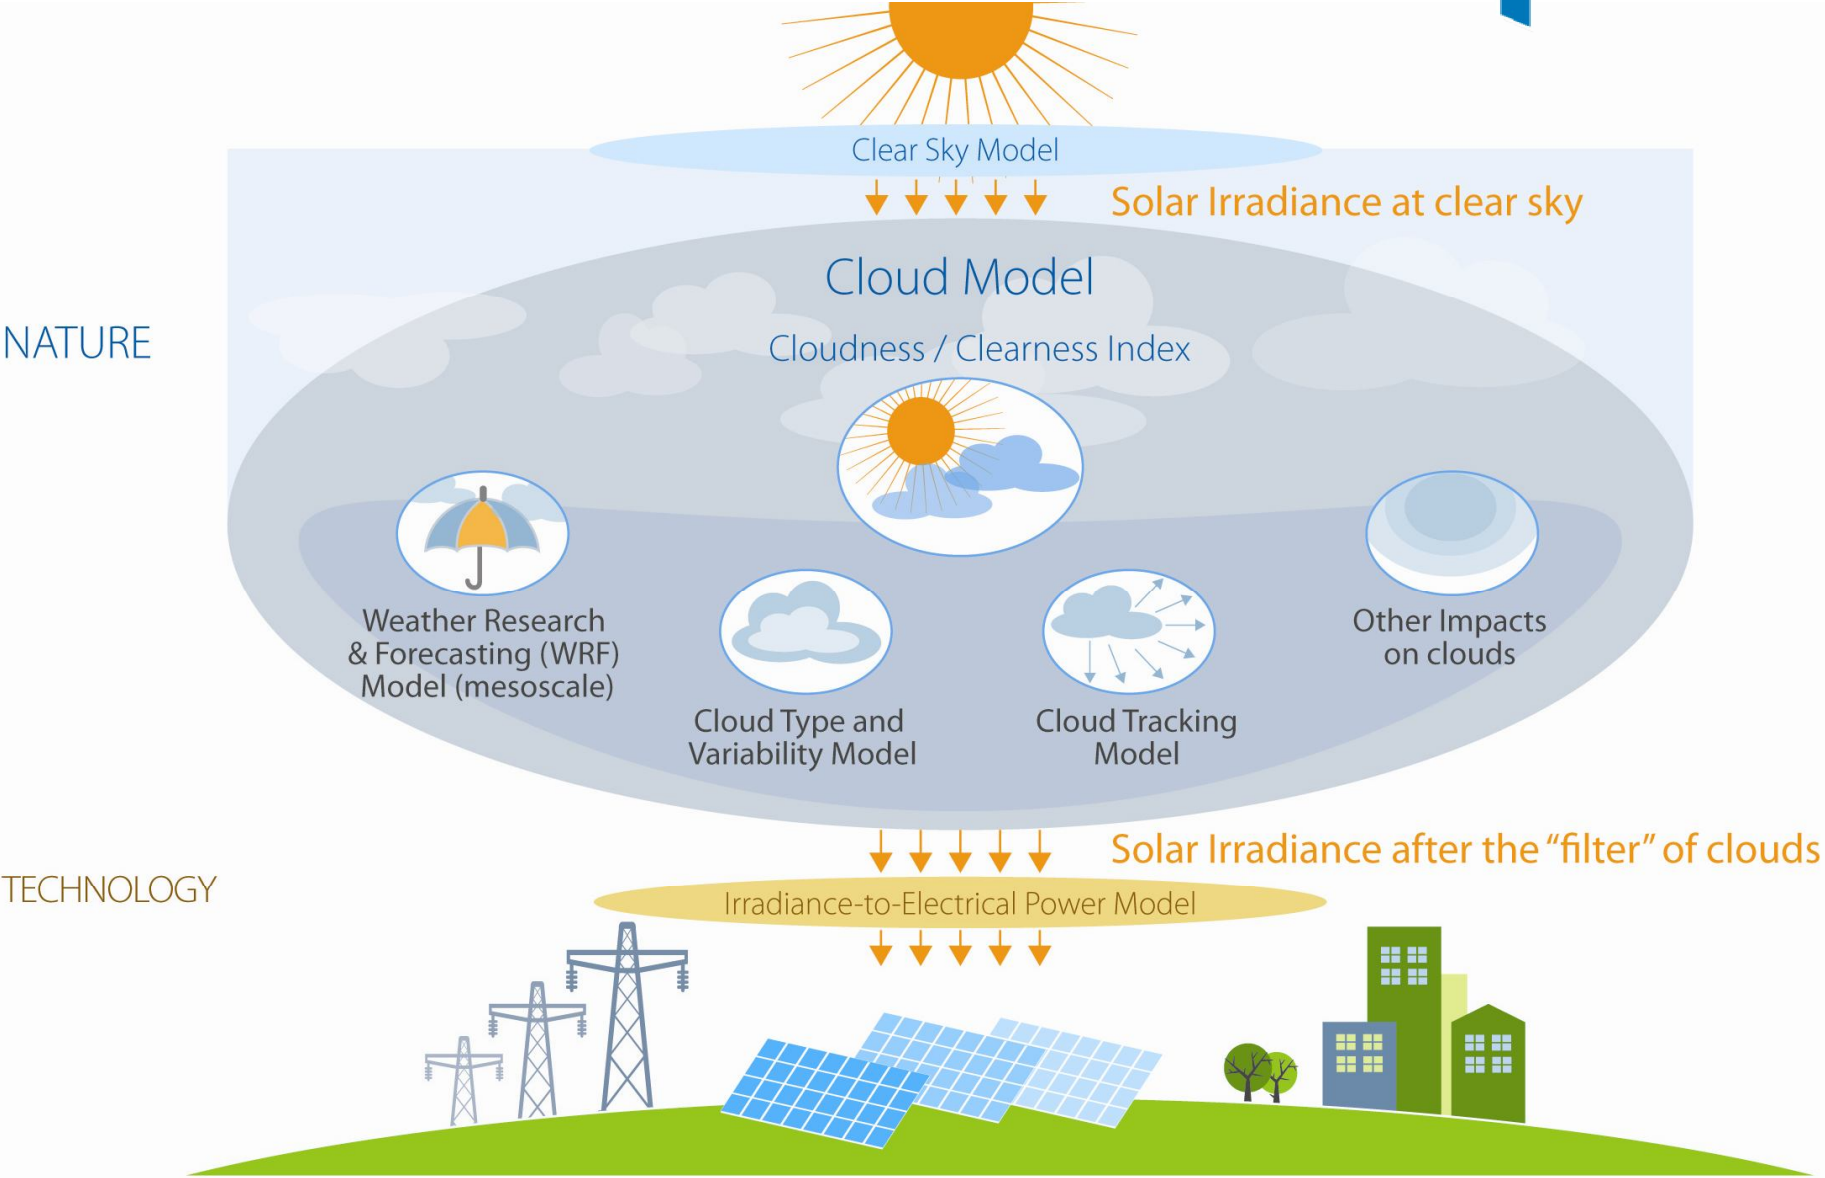 Clear Sky Model
Solar Irradiance at clear sky
Cloud Model
NATURE
Cloudness / Clearness Index
Weather Research
& Forecasting (WRF)
Model (mesoscale)
Cloud Type and
Variability Model
Cloud Tracking
Model
Other Impacts
on clouds
Solar Irradiance after the “filter” of clouds
TECHNOLOGY
Irradiance-to-Electrical Power Model